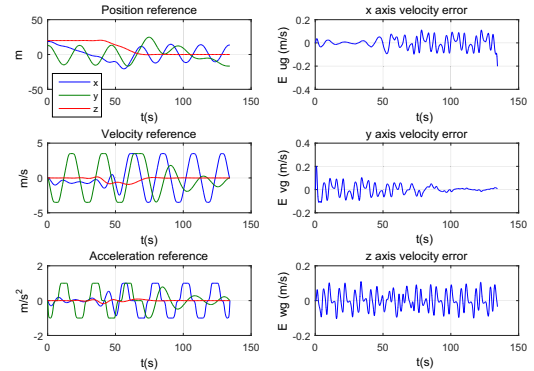 Position reference
50
0
-50
m
0 50 100 150
t(s)
x
y
z
x axis velocity error
0.2
0
-0.2
E ug (m/s)
0 50 100 150
t(s)
Velocity reference
5
0
-5
m/s
0 50 100 150
t(s)
y axis velocity error
0.4
0.2
0
-0.2
E vg (m/s)
0 50 100 150
t(s)
Acceleration reference
2
0
-2
m/s²
0 50 100 150
t(s)
z axis velocity error
0.2
0
-0.2
E wg (m/s)
0 50 100 150
t(s)